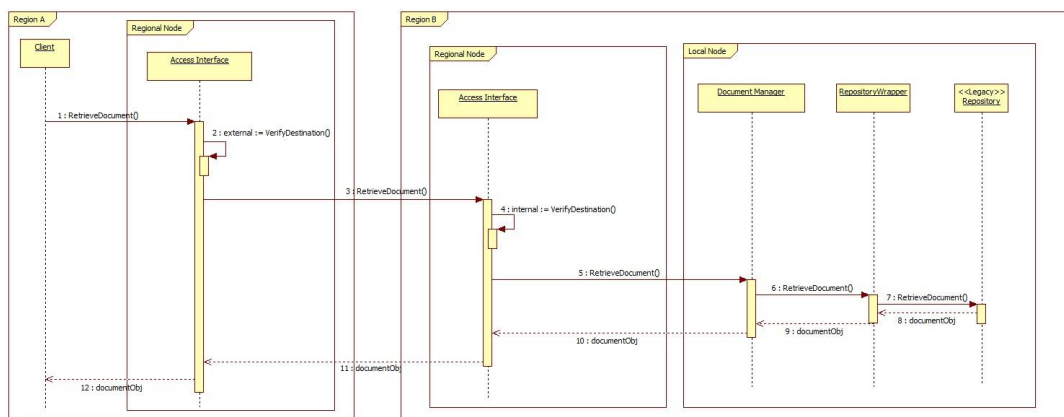 Region A
Region B
Regional Node
Regional Node
Local Node
Client
Access Interface
Access Interface
Document Manager
RepositoryWrapper
<<Legacy>>
Repository
1 : RetrieveDocument()
2 : external := VerifyDestination()
3 : RetrieveDocument()
4 : internal := VerifyDestination()
5 : RetrieveDocument()
6 : RetrieveDocument()
7 : RetrieveDocument()
8 : documentObj
9 : documentObj
10 : documentObj
11 : documentObj
12 : documentObj